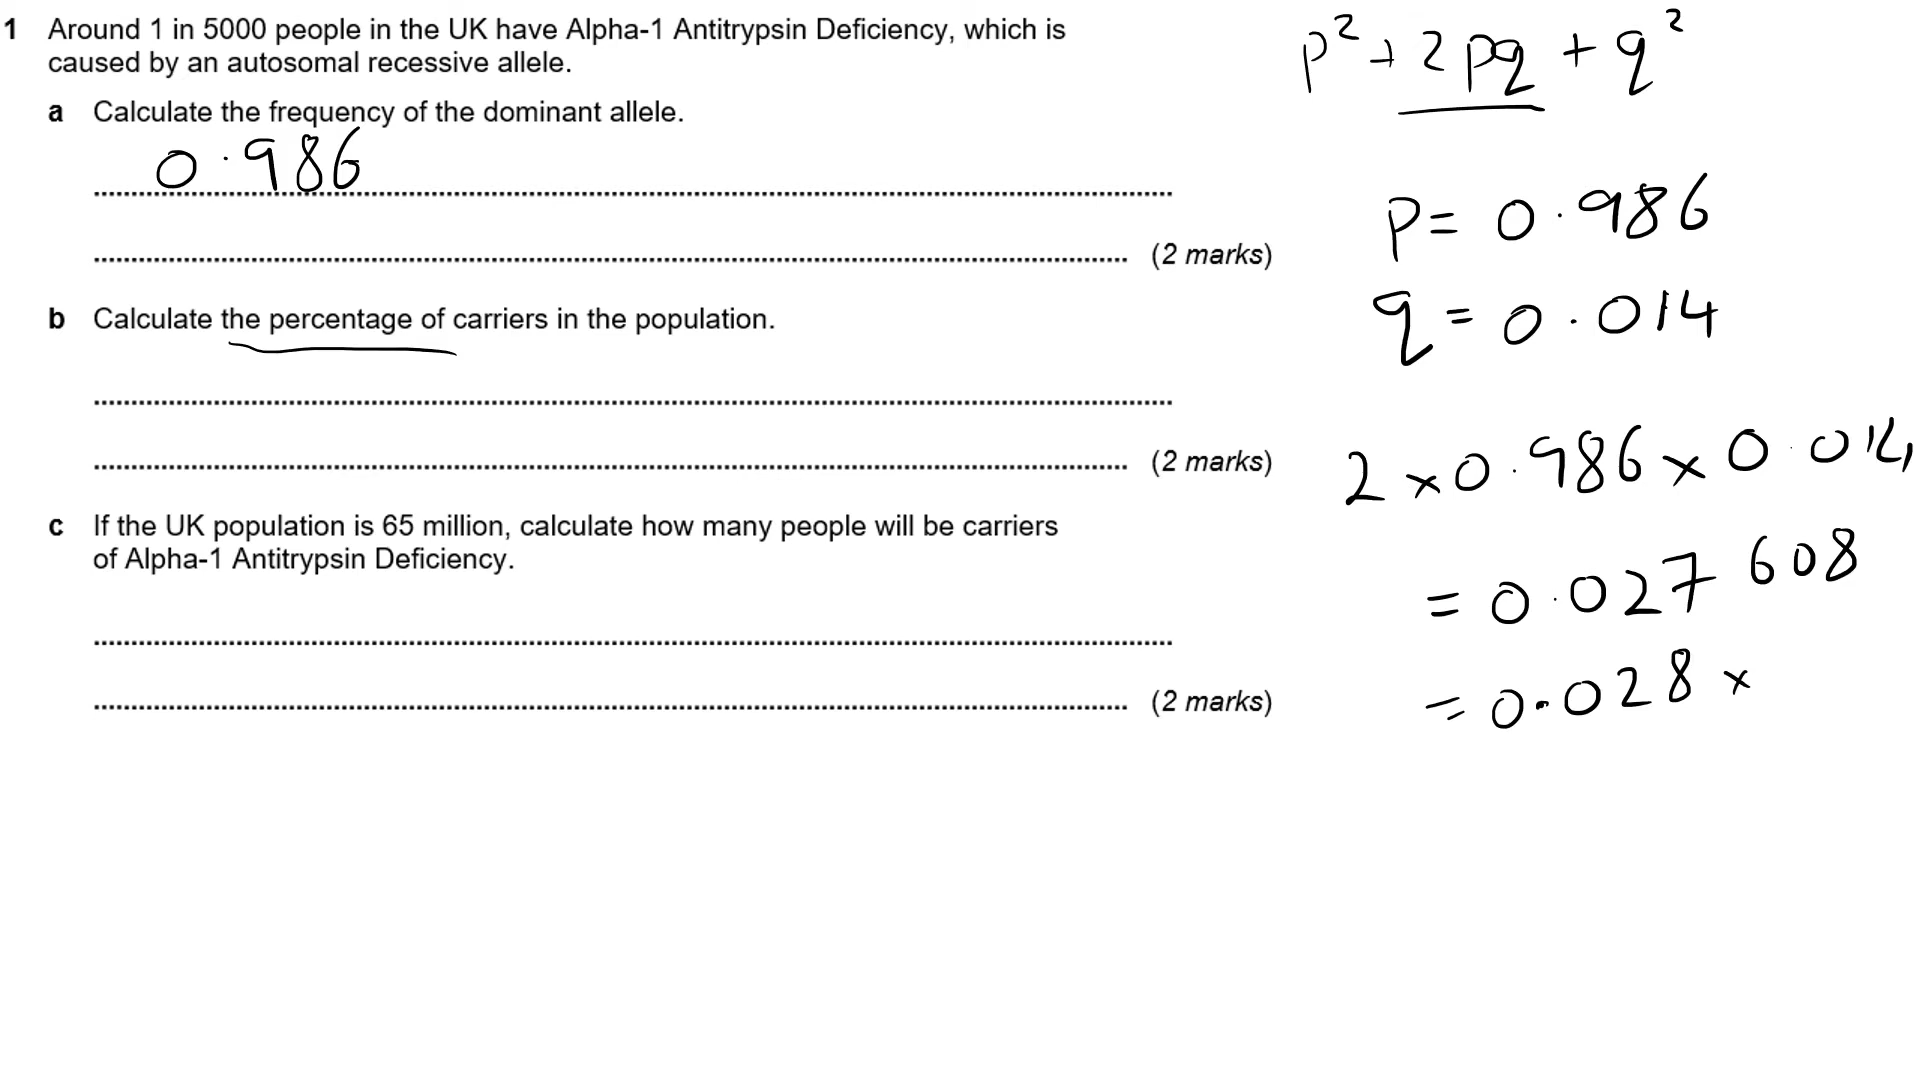 1 Around 1 in 5000 people in the UK have Alpha-1 Antitrypsin Deficiency, which is
caused by an autosomal recessive allele.
a Calculate the frequency of the dominant allele.
0.986
(2 marks)
b Calculate the percentage of carriers in the population.
(2 marks)
c If the UK population is 65 million, calculate how many people will be carriers
of Alpha-1 Antitrypsin Deficiency.
(2 marks)
p² + 2pq + q²
p = 0.986
q = 0.014
2 × 0.986 × 0.014
= 0.027608
= 0.028 ×